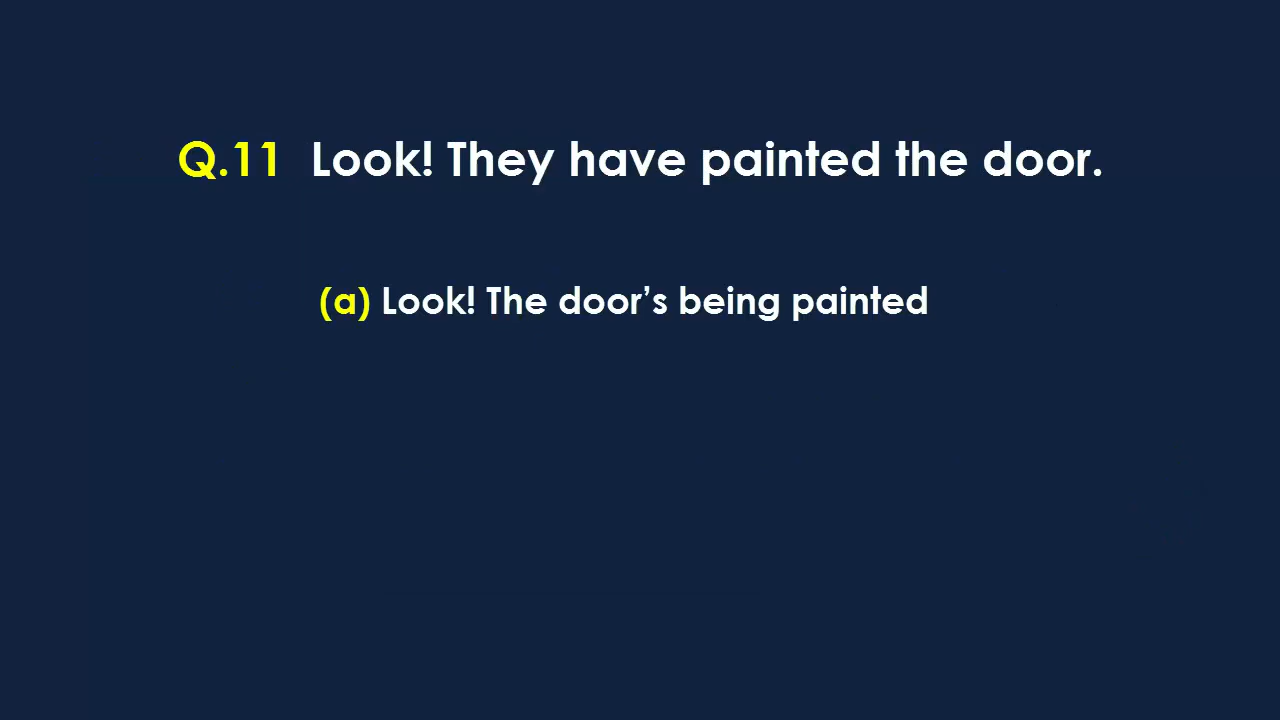 Q.11 Look! They have painted the door.
(a) Look! The door’s being painted